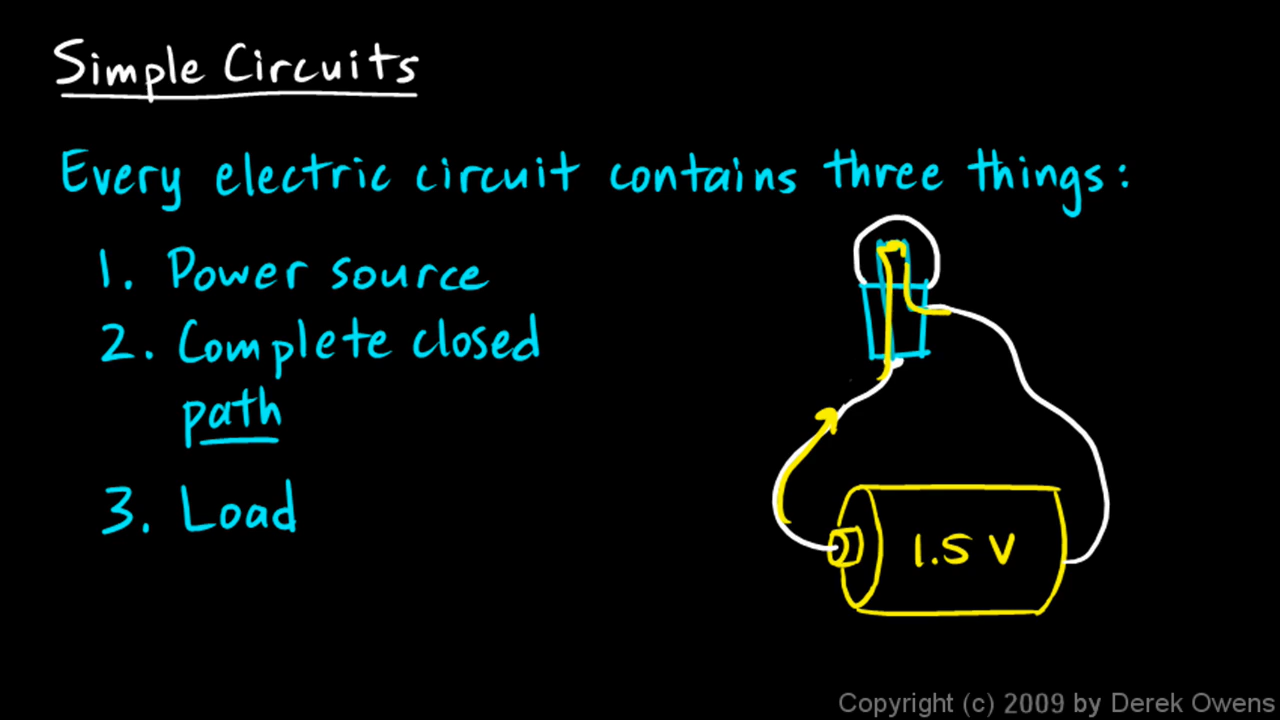 Simple Circuits
Every electric circuit contains three things:
1. Power source
2. Complete closed
path
3. Load
1.5 V
Copyright (c) 2009 by Derek Owens